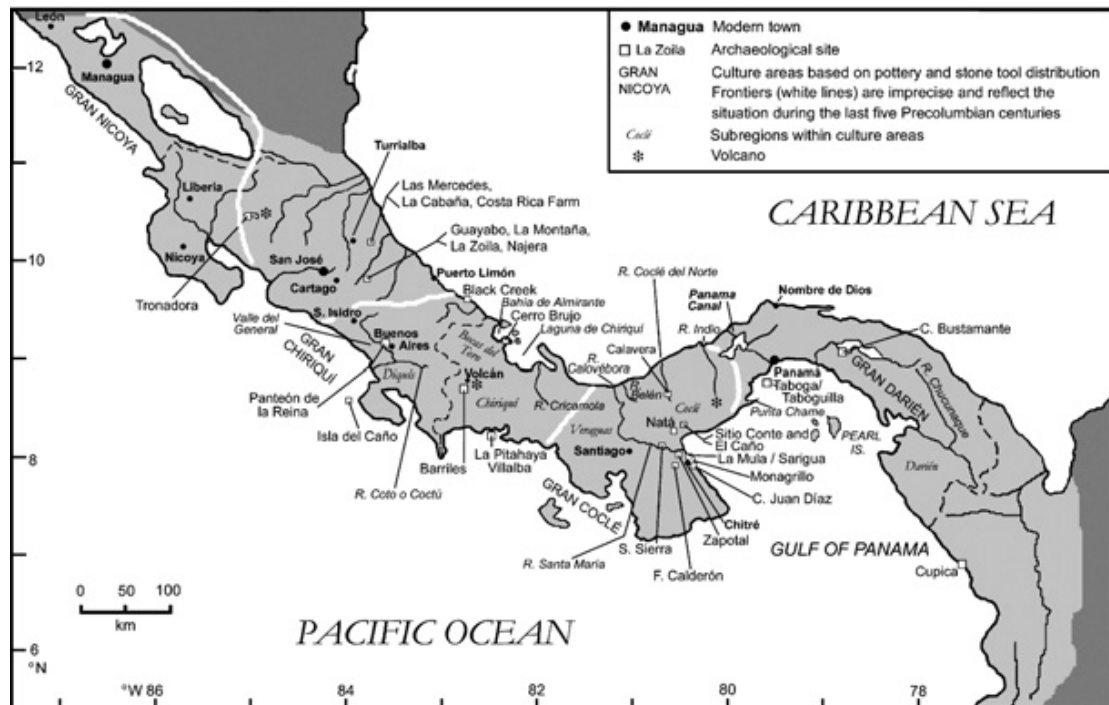 León
Managua
GRAN NICOYA
Liberia
Nicoya
Tronadora
Turrialba
Las Mercedes,
La Cabaña, Costa Rica Farm
Guayabo, La Montaña,
La Zoila, Najera
San José
Cartago
Puerto Limón
Black Creek
Bahía de Almirante
Cerro Brujo
Laguna de Chiriquí
S. Isidro
Valle del
General
GRAN
CHIRIQUÍ
Buenos
Aires
Bocas del
Toro
Diquís
Volcán
Chiriquí
Panteón de
la Reina
Isla del Caño
Barriles
La Pitahaya
Villalba
R. Coto o Coctú
R. Cricamola
R.
Calovébora
Calavera
Belén
R. Coclé del Norte
R. Indio
Panama
Canal
Nombre de Dios
C. Bustamante
Panamá
Taboga/
Taboguilla
GRAN DARIÉN
R. Chucunaque
Punta Chame
PEARL
IS.
Darién
Coclé
Natá
Veraguas
Santiago
Sitio Conte and
El Caño
La Mula / Sarigua
Monagrillo
C. Juan Díaz
Chitré
Zapotal
GRAN COCLÉ
S. Sierra
R. Santa María
F. Calderón
GULF OF PANAMA
Cupica
CARIBBEAN SEA
PACIFIC OCEAN
Managua Modern town
La Zoila Archaeological site
GRAN Culture areas based on pottery and stone tool distribution
NICOYA Frontiers (white lines) are imprecise and reflect the
situation during the last five Precolumbian centuries
Coclé Subregions within culture areas
Volcano
0 50 100
km
12
10
8
6
°N
°W 86 84 82 80 78